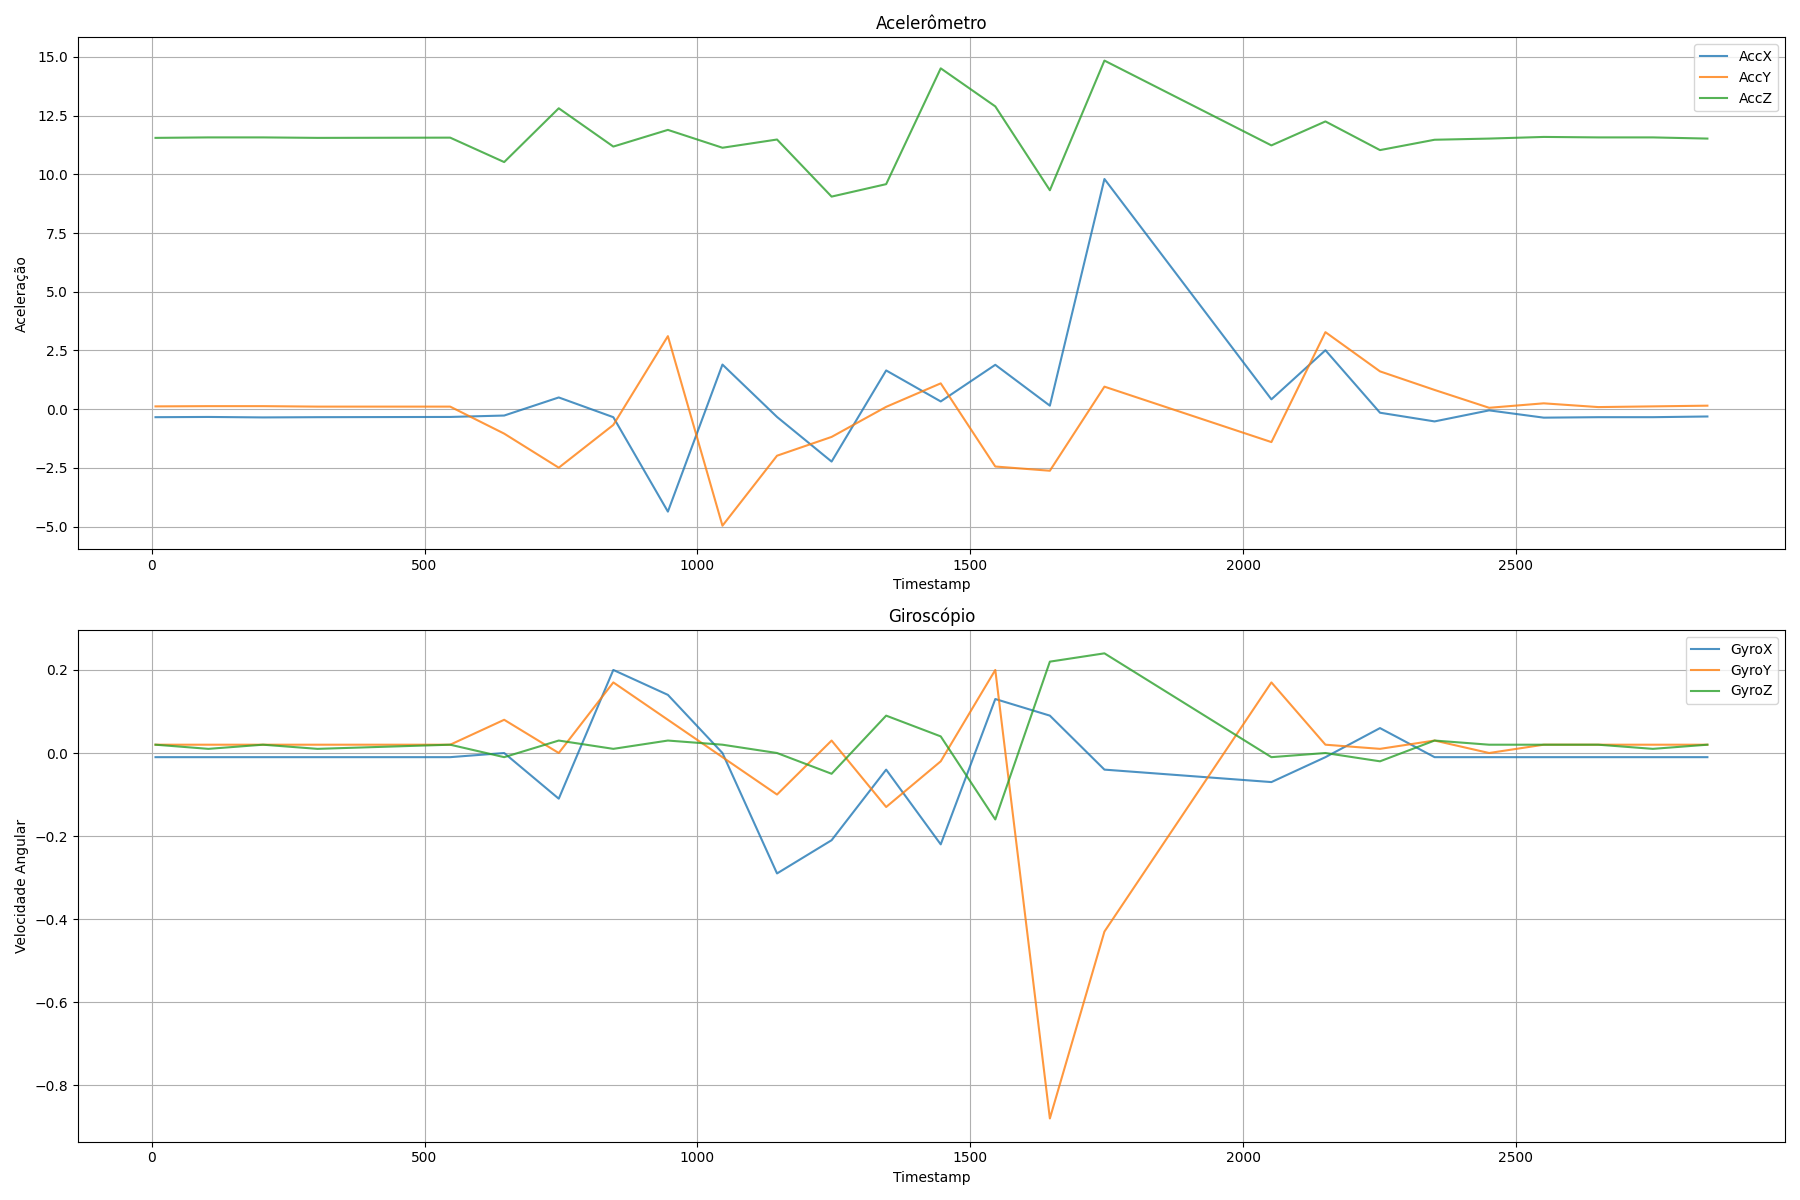 Acelerômetro
15.0
12.5
10.0
7.5
5.0
2.5
0.0
−2.5
−5.0
Aceleração
AccX
AccY
AccZ
0 500 1000 1500 2000 2500
Timestamp
Giroscópio
0.2
0.0
−0.2
−0.4
−0.6
−0.8
Velocidade Angular
GyroX
GyroY
GyroZ
0 500 1000 1500 2000 2500
Timestamp